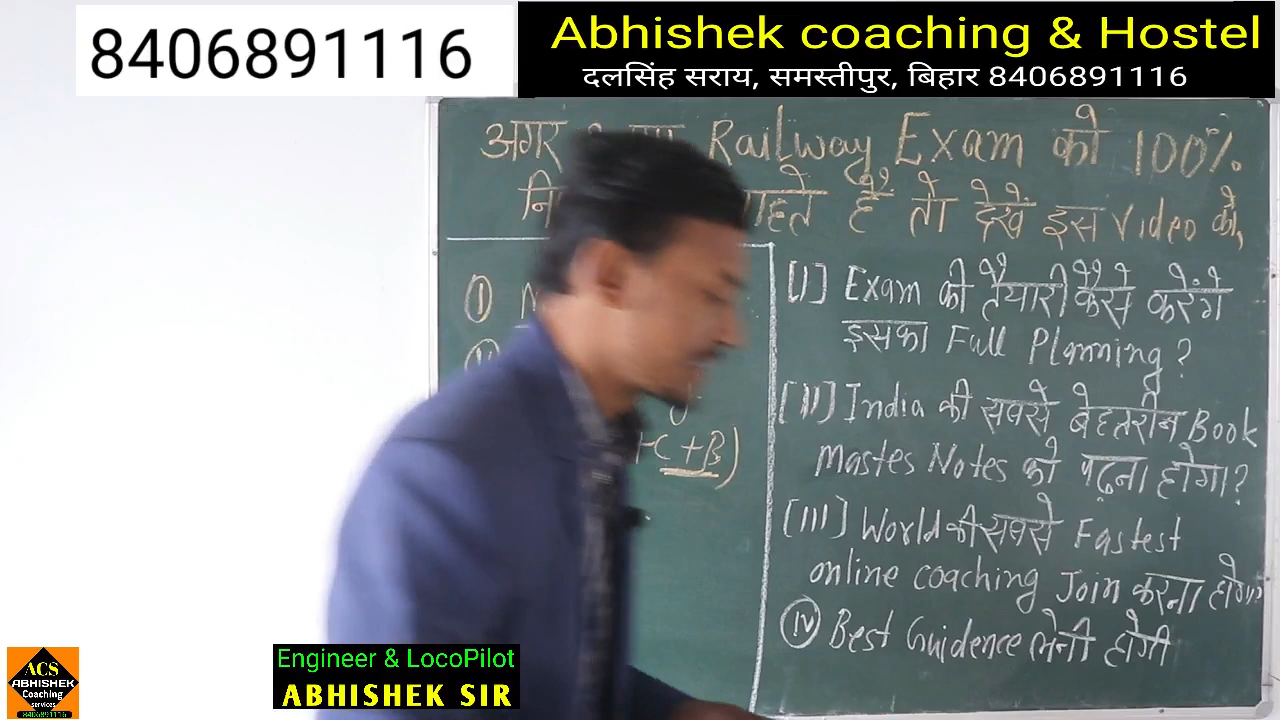 8406891116
Abhishek coaching & Hostel
दलसिंह सराय, समस्तीपुर, बिहार 8406891116
अगर Railway Exam को 100%
हैं तो देखें इस Video को,
(I)
[I] Exam की तैयारी कैसे करेंगे
इसका Full Planning ?
[II] India की सबसे बेहतरीन Book
mastes Notes को पढ़ना होगा?
+C + B)
[III] World की सबसे Fastest
online coaching Join करना होगा
(IV) Best Guidence लेनी होगी
Engineer & LocoPilot
ABHISHEK SIR
ACS
ABHISHEK
Coaching
services
8406891116